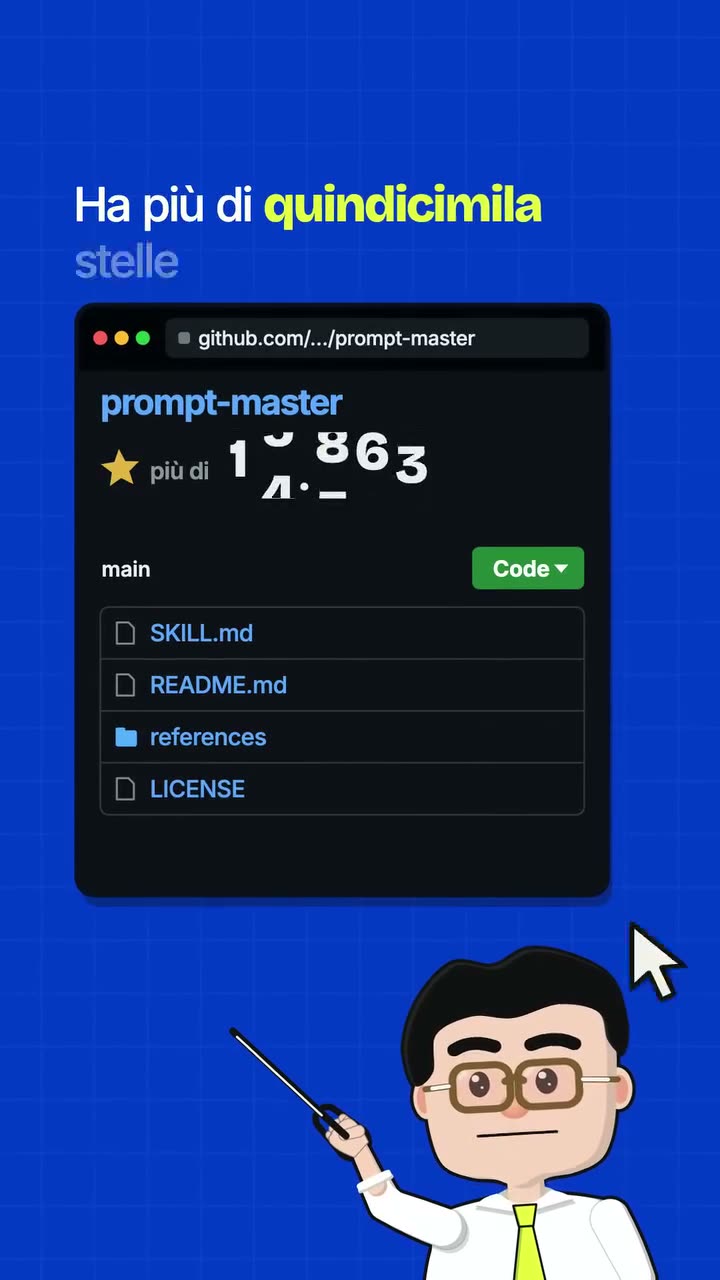 Ha più di quindicimila
stelle
github.com/.../prompt-master
prompt-master
più di
main
Code
SKILL.md
README.md
references
LICENSE